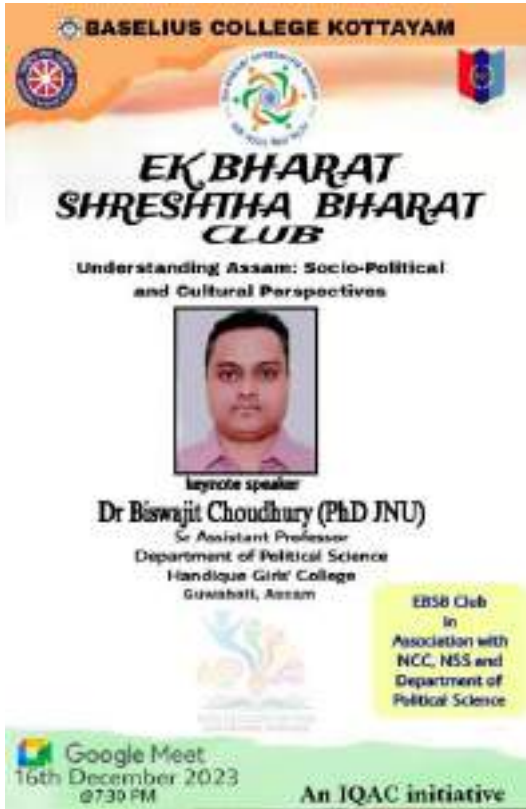 BASELIUS COLLEGE KOTTAYAM
EK BHARAT
SHRESHTHA BHARAT
CLUB
Understanding Assam: Socio-Political
and Cultural Perspectives
keynote speaker
Dr Biswajit Choudhury (PhD JNU)
Sr Assistant Professor
Department of Political Science
Handique Girls' College
Guwahati, Assam
EBSB Club
in
Association with
NCC, NSS and
Department of
Political Science
Google Meet
16th December 2023
@7.30 PM
An IQAC initiative